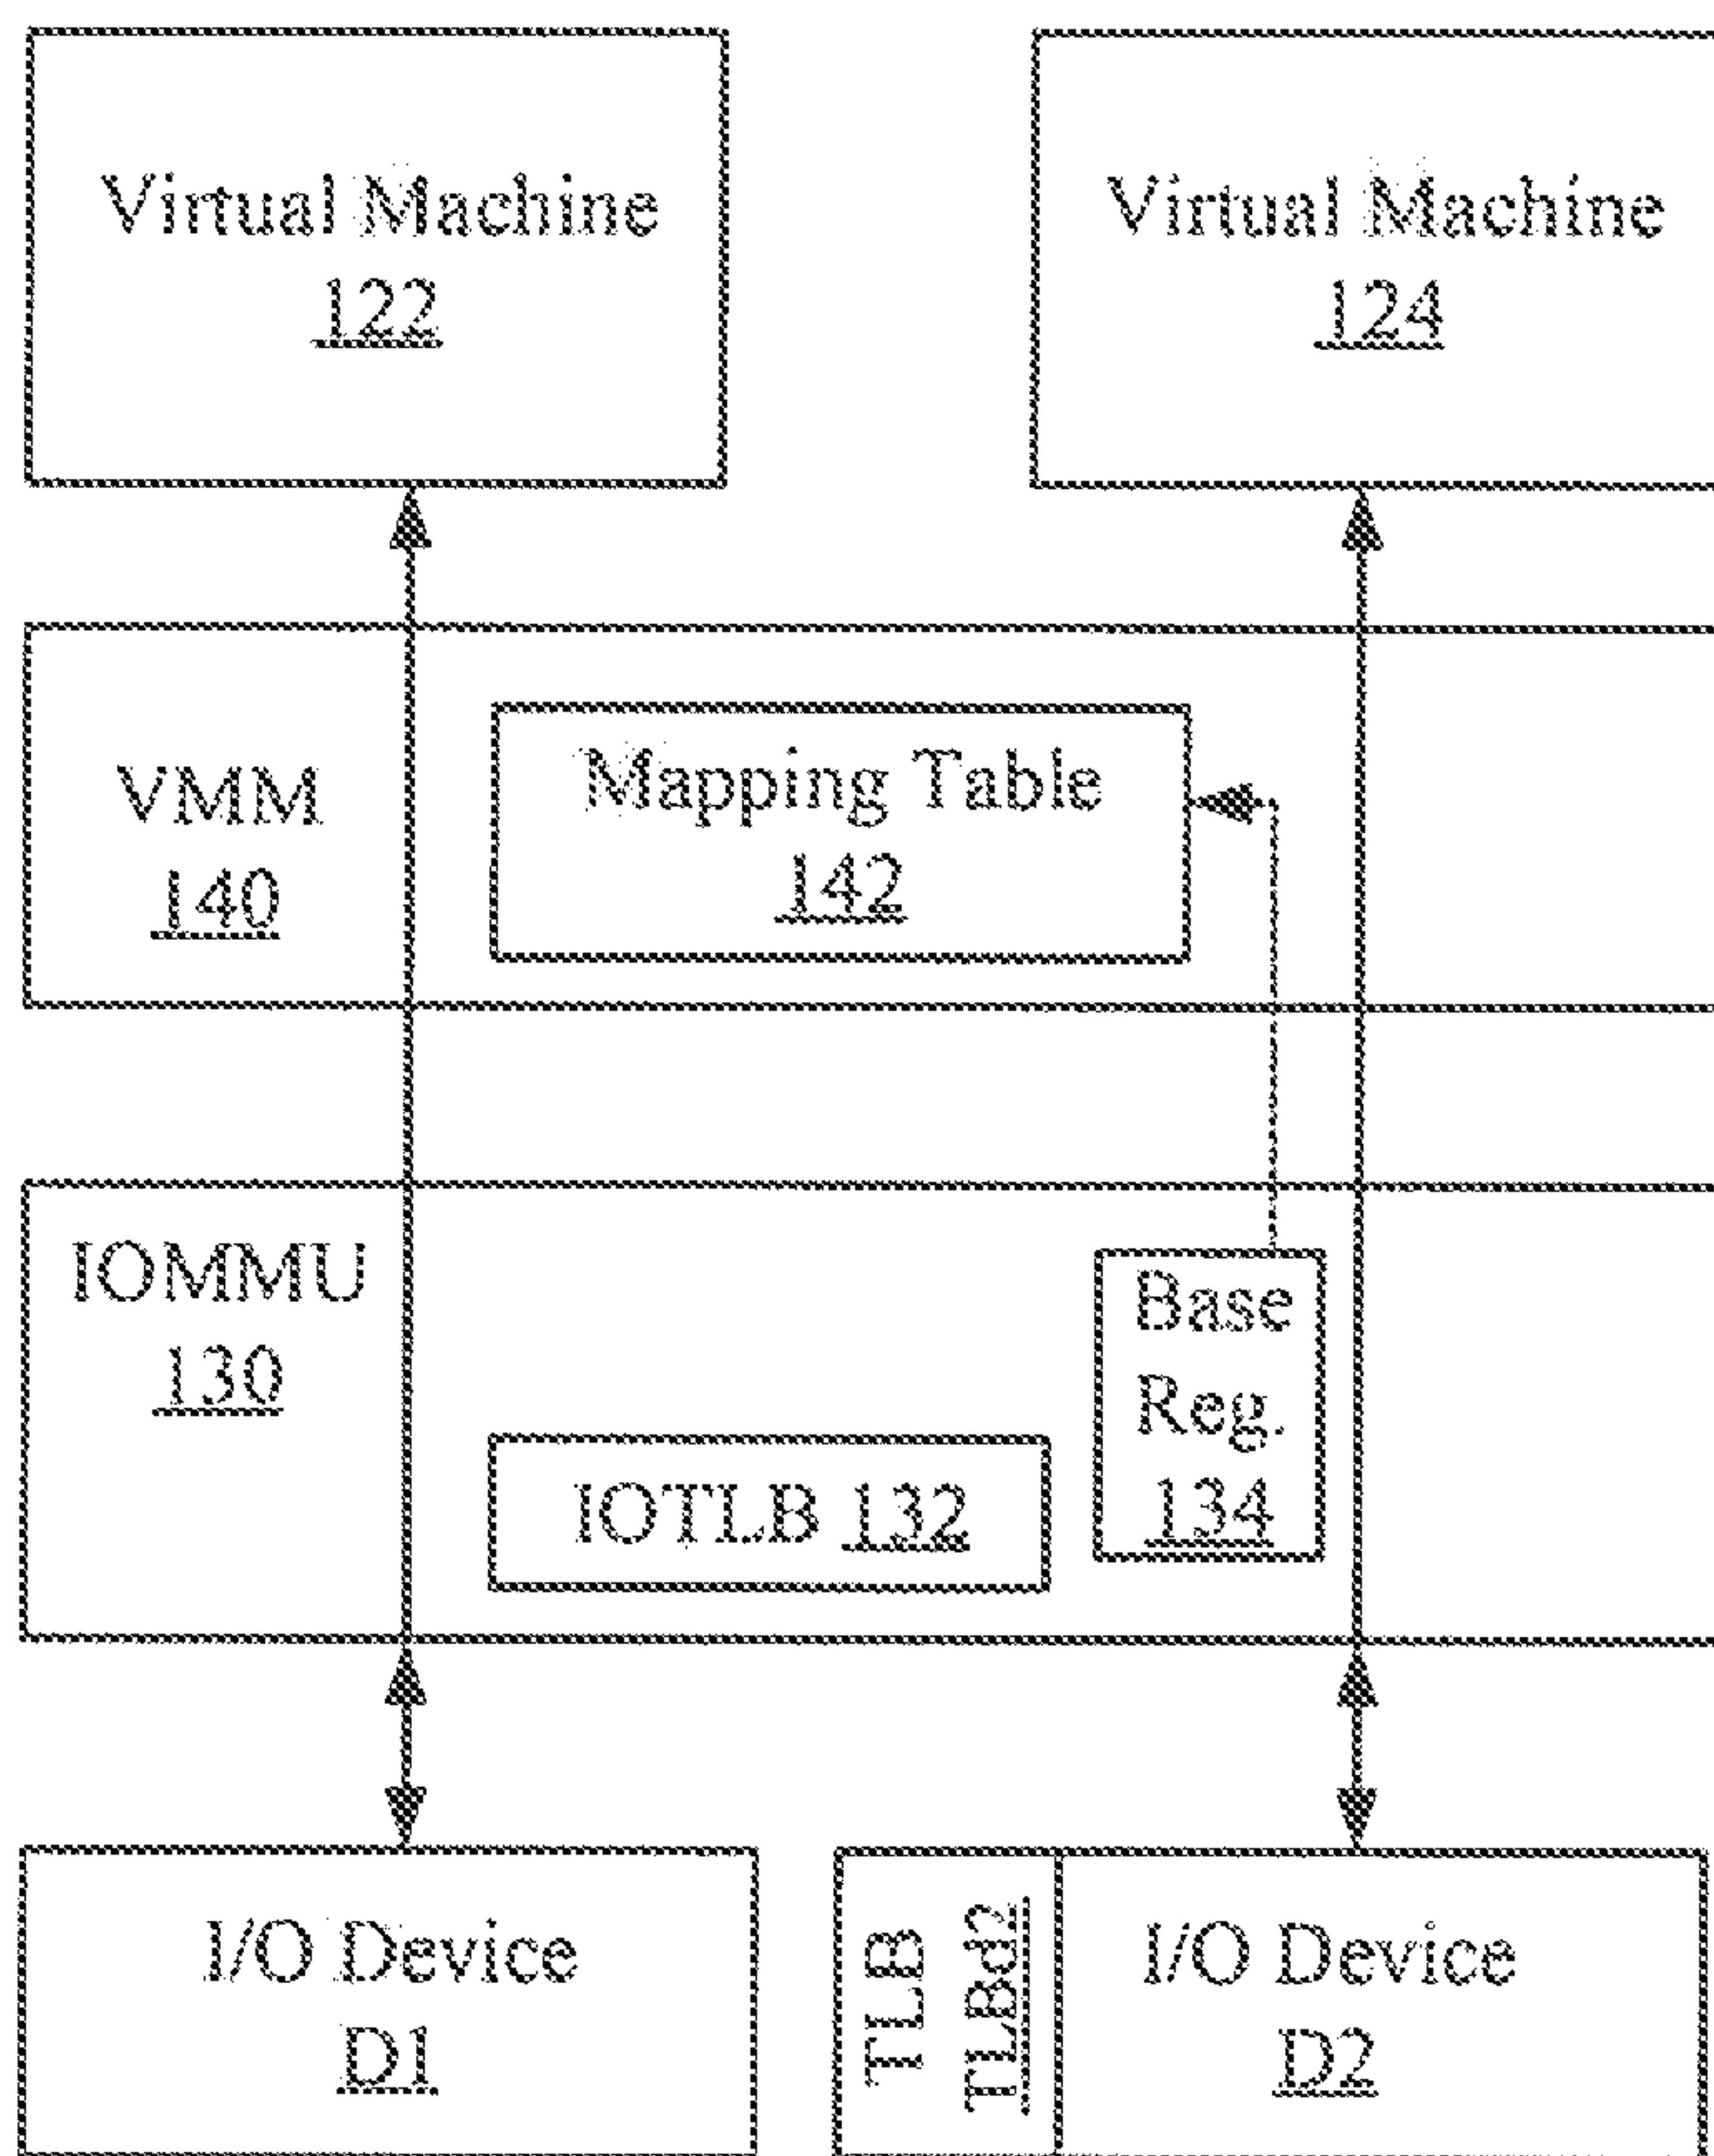 Virtual Machine
122
Virtual Machine
124
VMM
140
Mapping Table
142
IOMMU
130
IOTLB 132
Base
Reg.
134
I/O Device
D1
TLB
TLBd2
I/O Device
D2